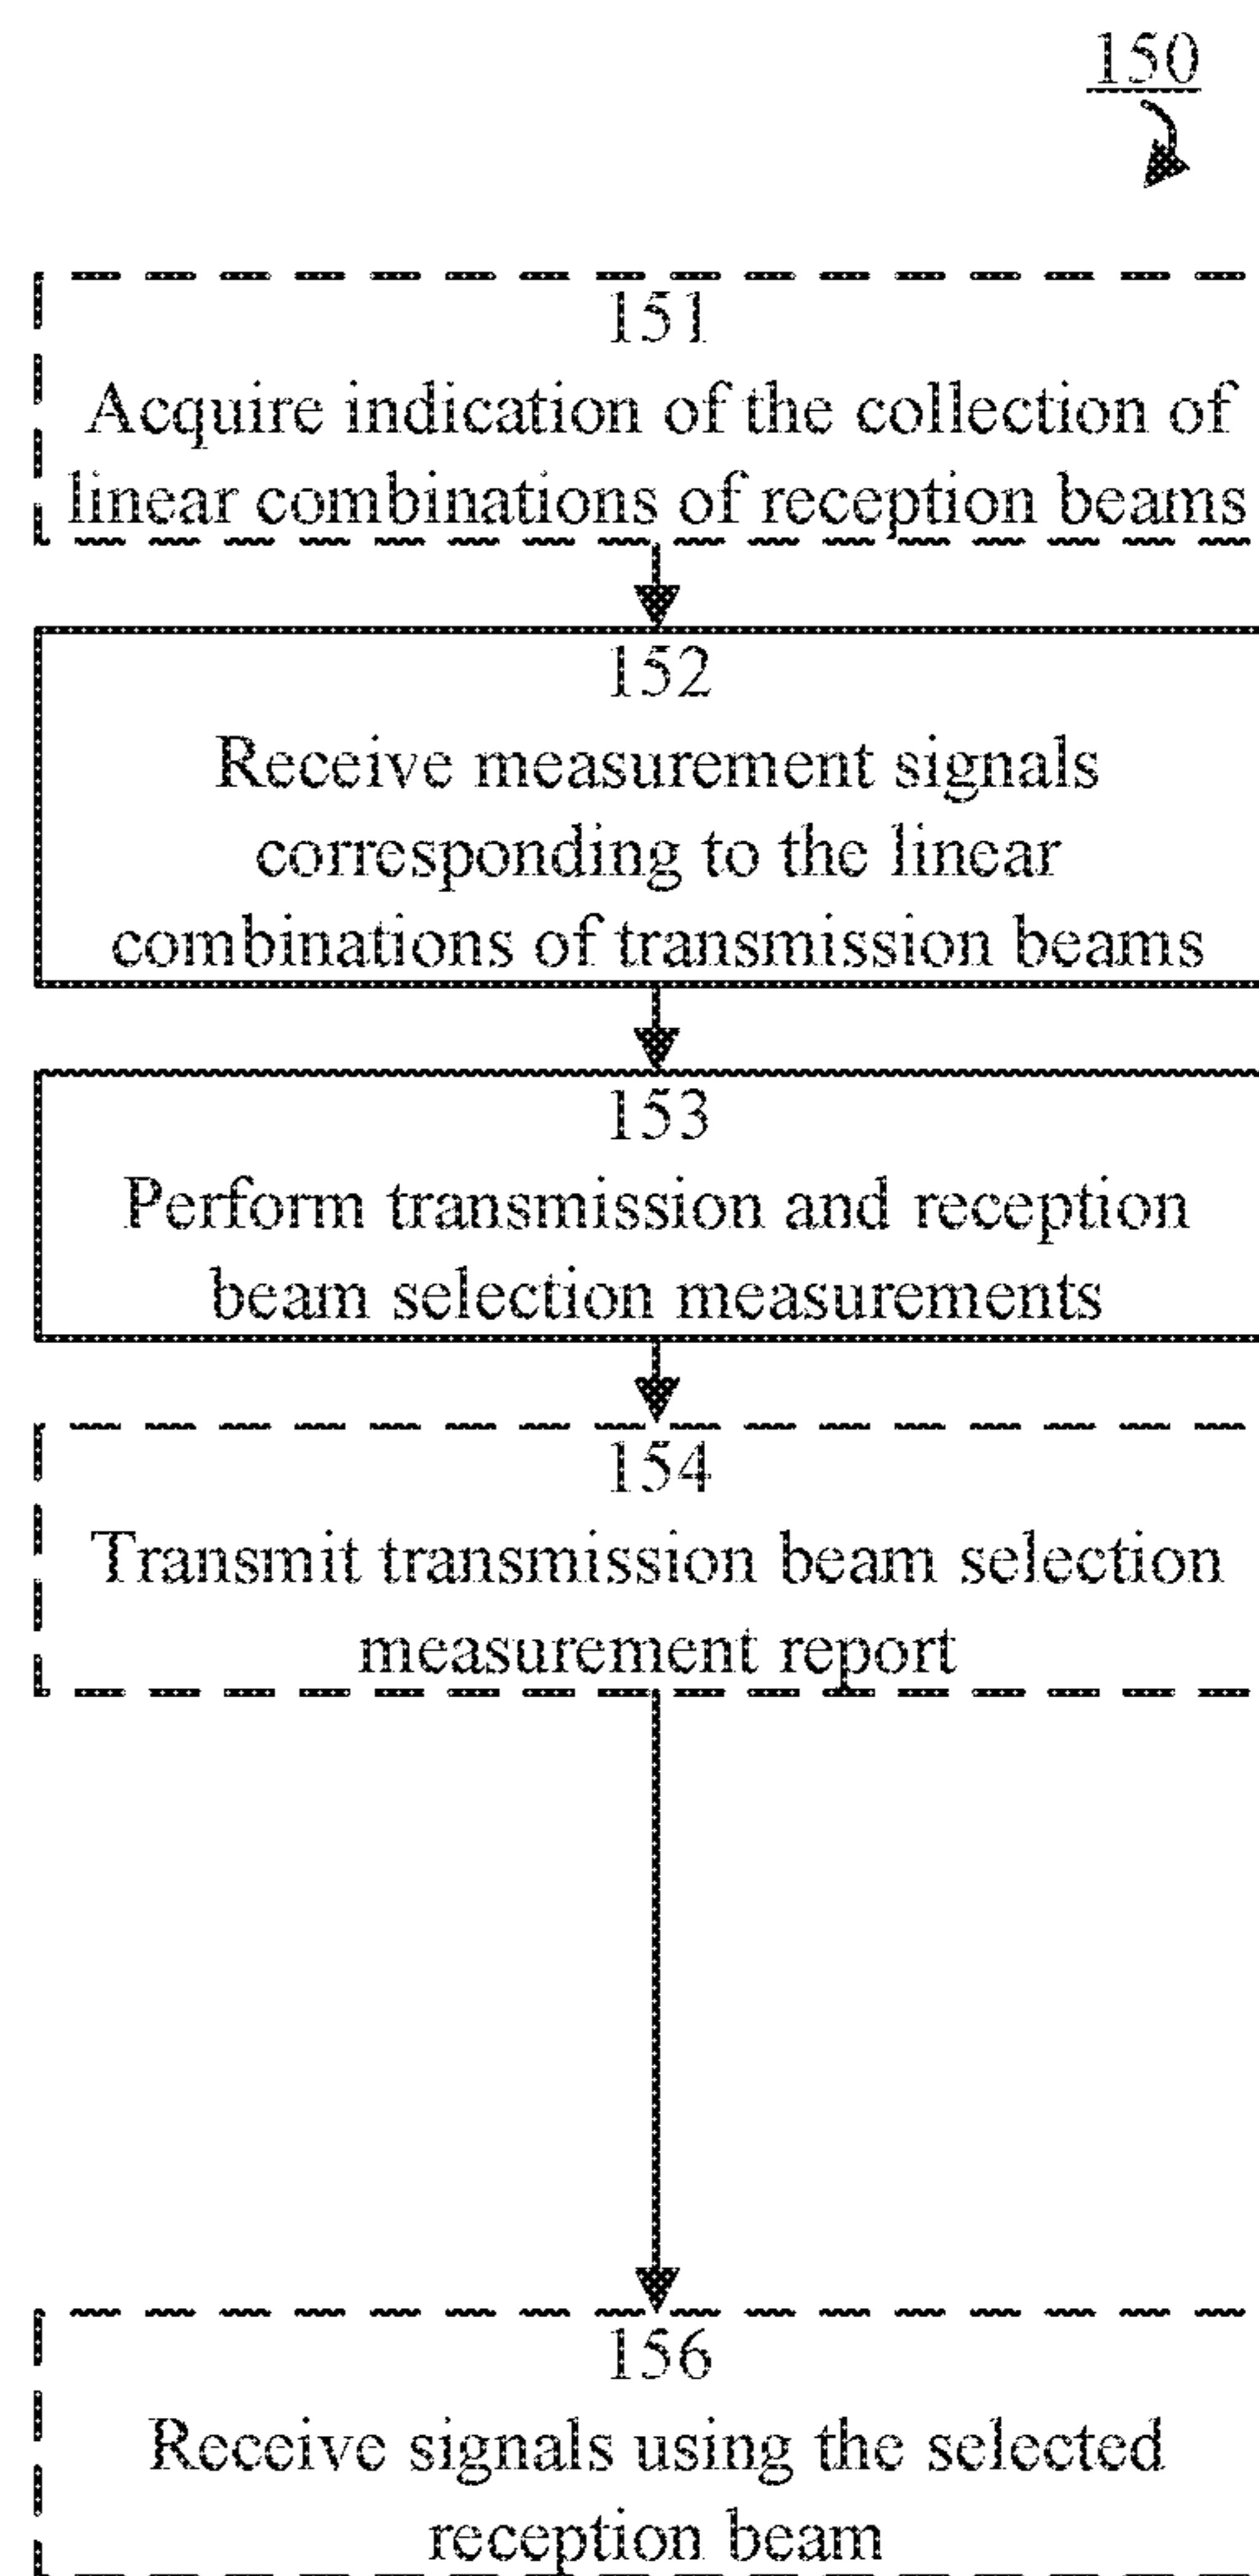 150
151
Acquire indication of the collection of
linear combinations of reception beams
152
Receive measurement signals
corresponding to the linear
combinations of transmission beams
153
Perform transmission and reception
beam selection measurements
154
Transmit transmission beam selection
measurement report
156
Receive signals using the selected
reception beam